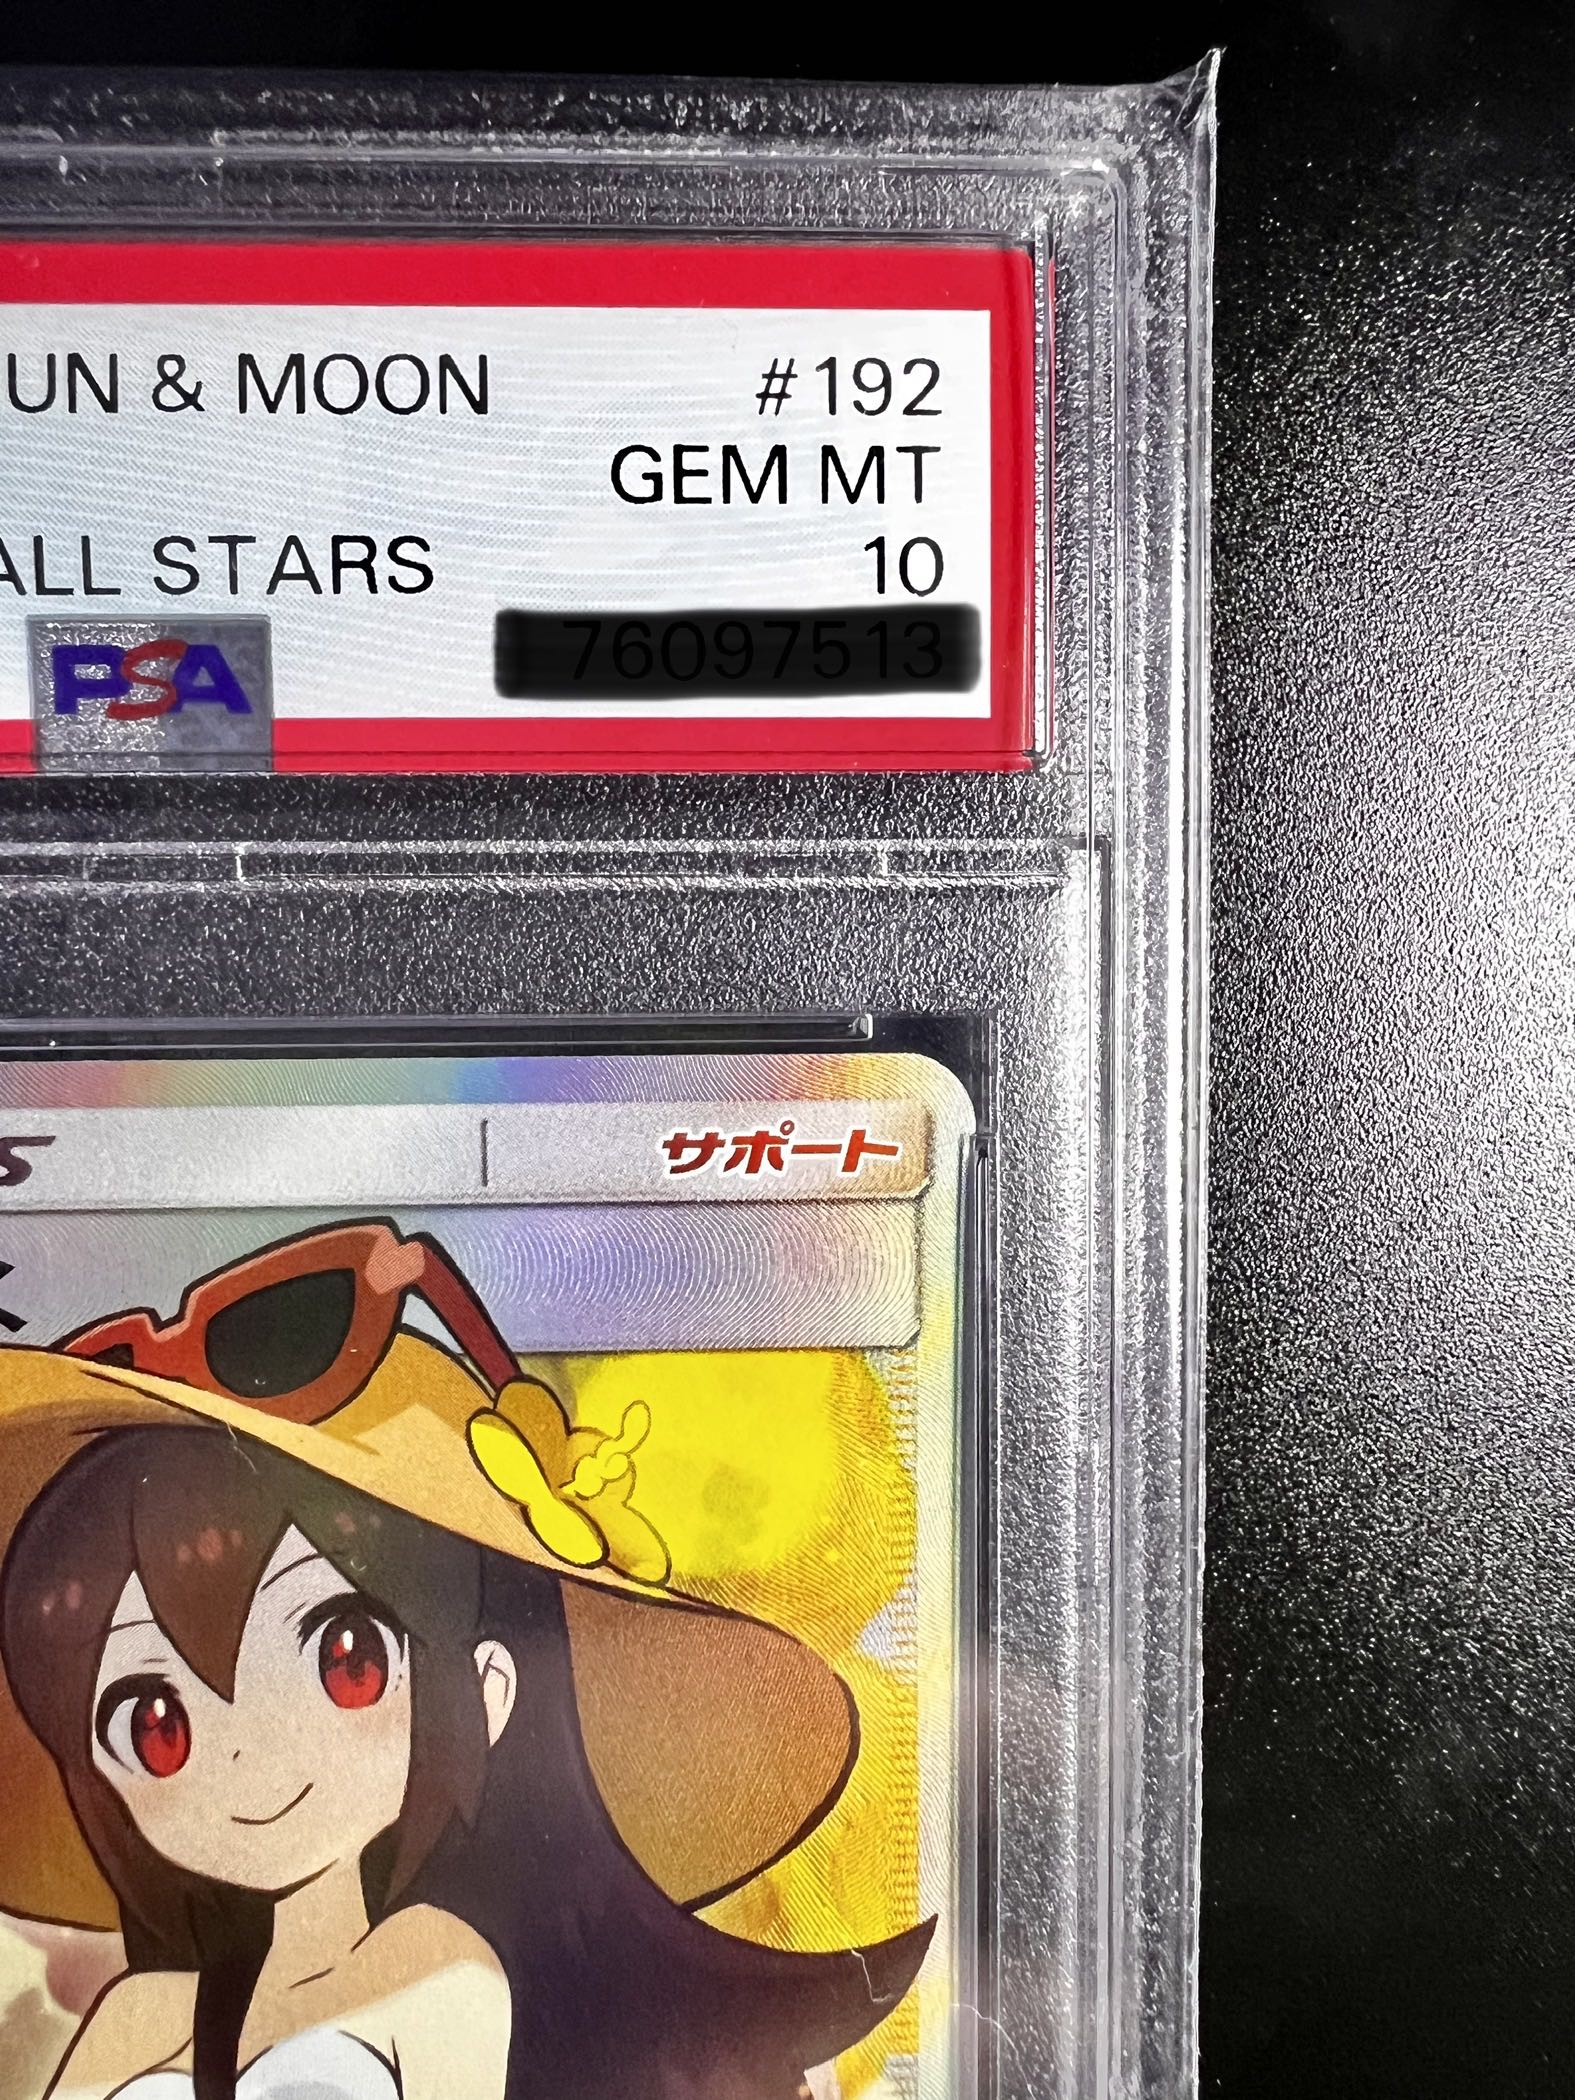 UN & MOON #192
GEM MT
ALL STARS 10
76097513
PSA
サポート